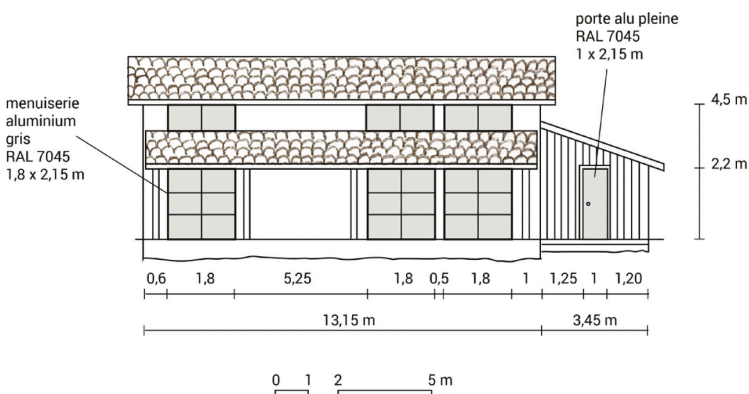 porte alu pleine
RAL 7045
1 x 2,15 m
menuiserie
aluminium
gris
RAL 7045
1,8 x 2,15 m
4,5 m
2,2 m
0,6 1,8 5,25 1,8 0,5 1,8 1 1,25 1 1,20
13,15 m 3,45 m
0 1 2 5 m